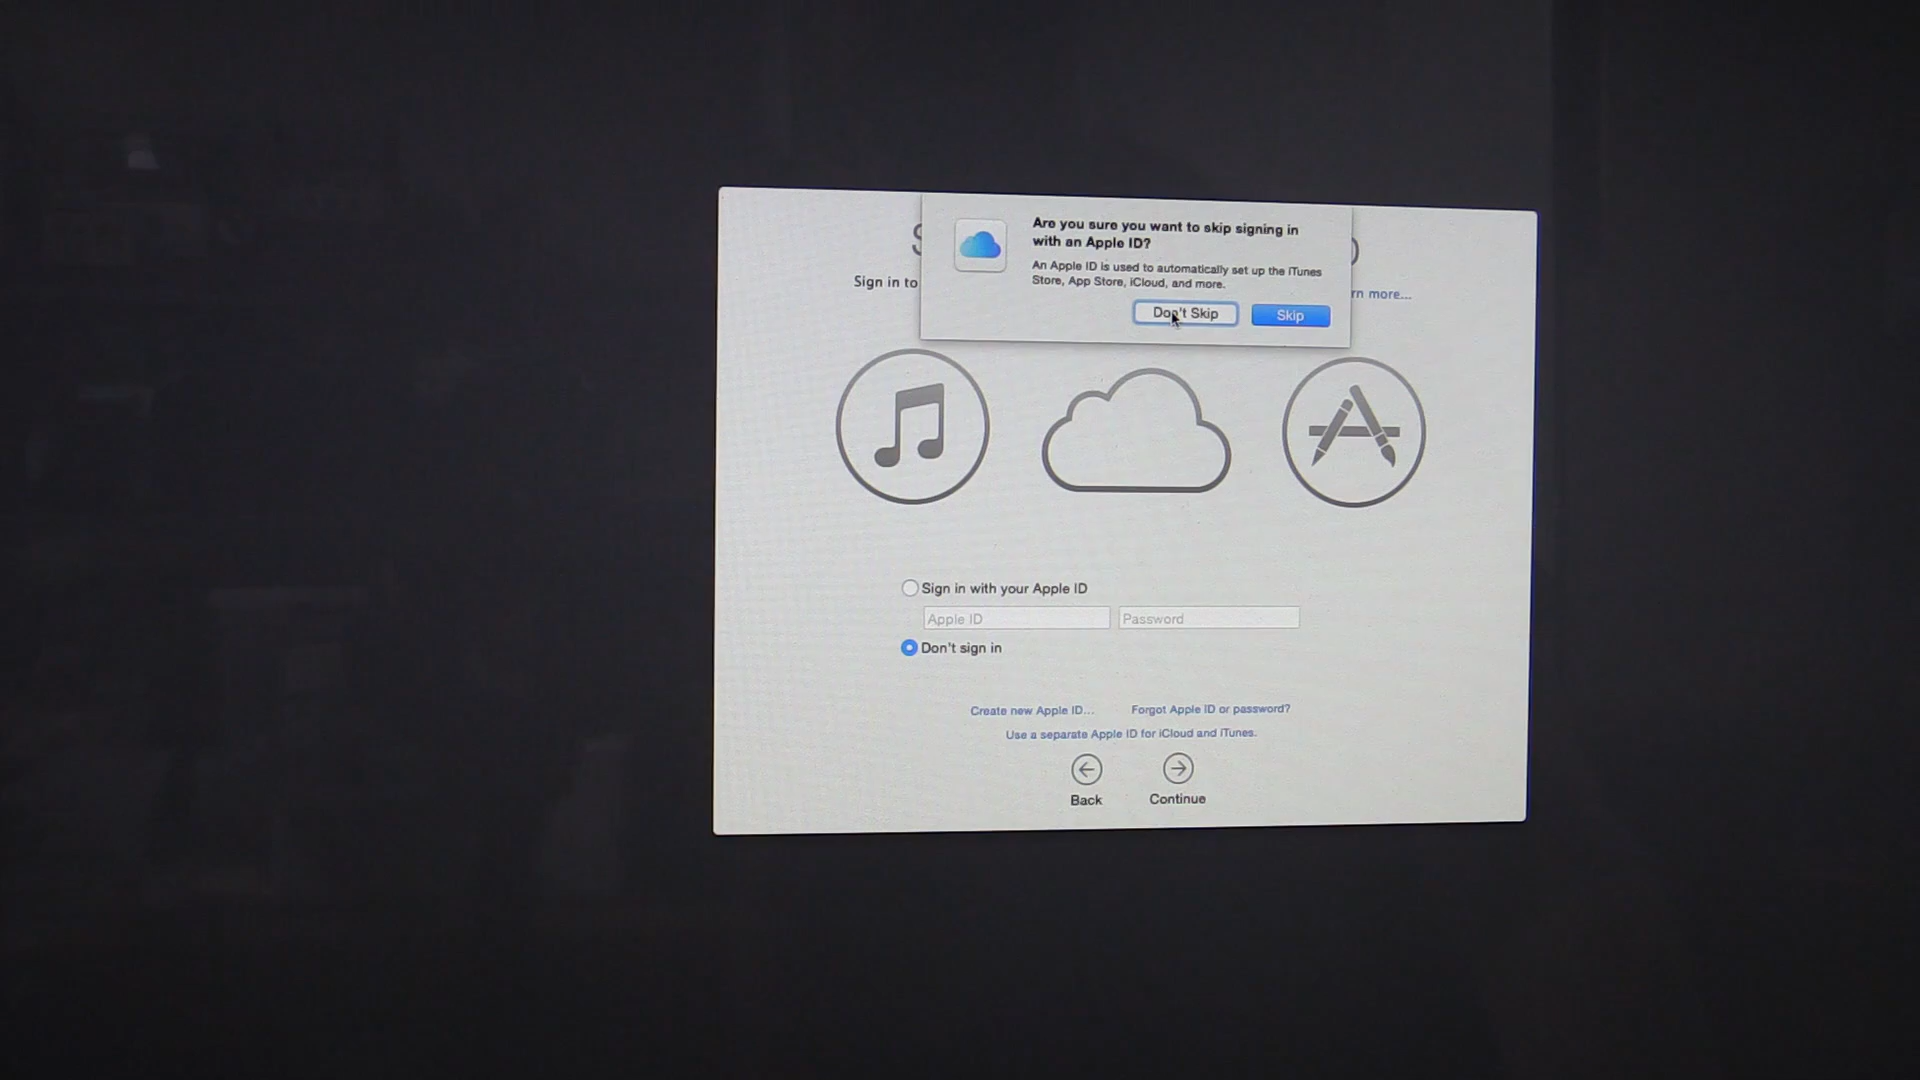 Are you sure you want to skip signing in
with an Apple ID?
An Apple ID is used to automatically set up the iTunes
Store, App Store, iCloud, and more.
Don't Skip
Skip
Sign in to
more...
Sign in with your Apple ID
Apple ID
Password
Don't sign in
Create new Apple ID...
Forgot Apple ID or password?
Use a separate Apple ID for iCloud and iTunes.
Back
Continue